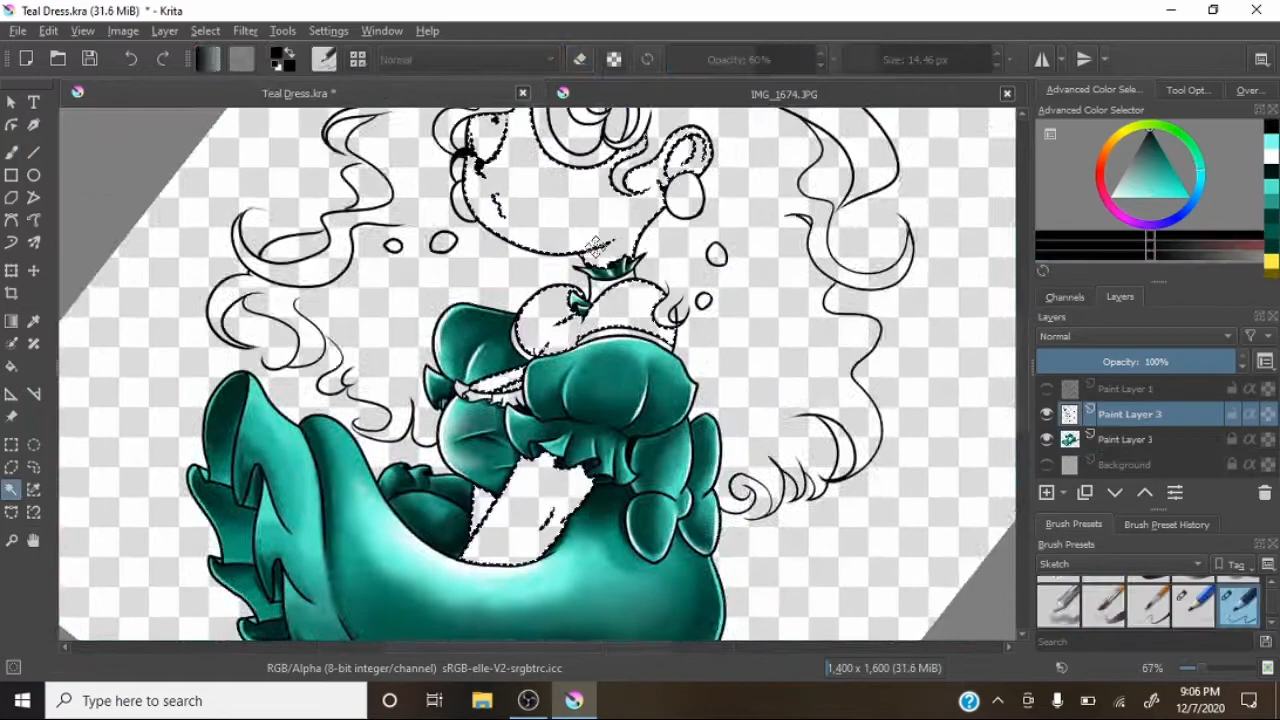 Teal Dress.kra (31.6 MiB) * - Krita
File Edit View Image Layer Select Filter Tools Settings Window Help
Normal Opacity: 60% Size: 14.46 px
Teal Dress.kra * IMG_1674.JPG
Advanced Color Sele... Tool Opt... Over...
Advanced Color Selector
Channels Layers
Layers
Normal
Opacity: 100%
Paint Layer 1
Paint Layer 3
Paint Layer 3
Background
Brush Presets Brush Preset History
Brush Presets
Sketch Tag
Search
RGB/Alpha (8-bit integer/channel) sRGB-elle-V2-srgbtrc.icc 1,400 x 1,600 (31.6 MiB) 67%
Type here to search
9:06 PM
12/7/2020